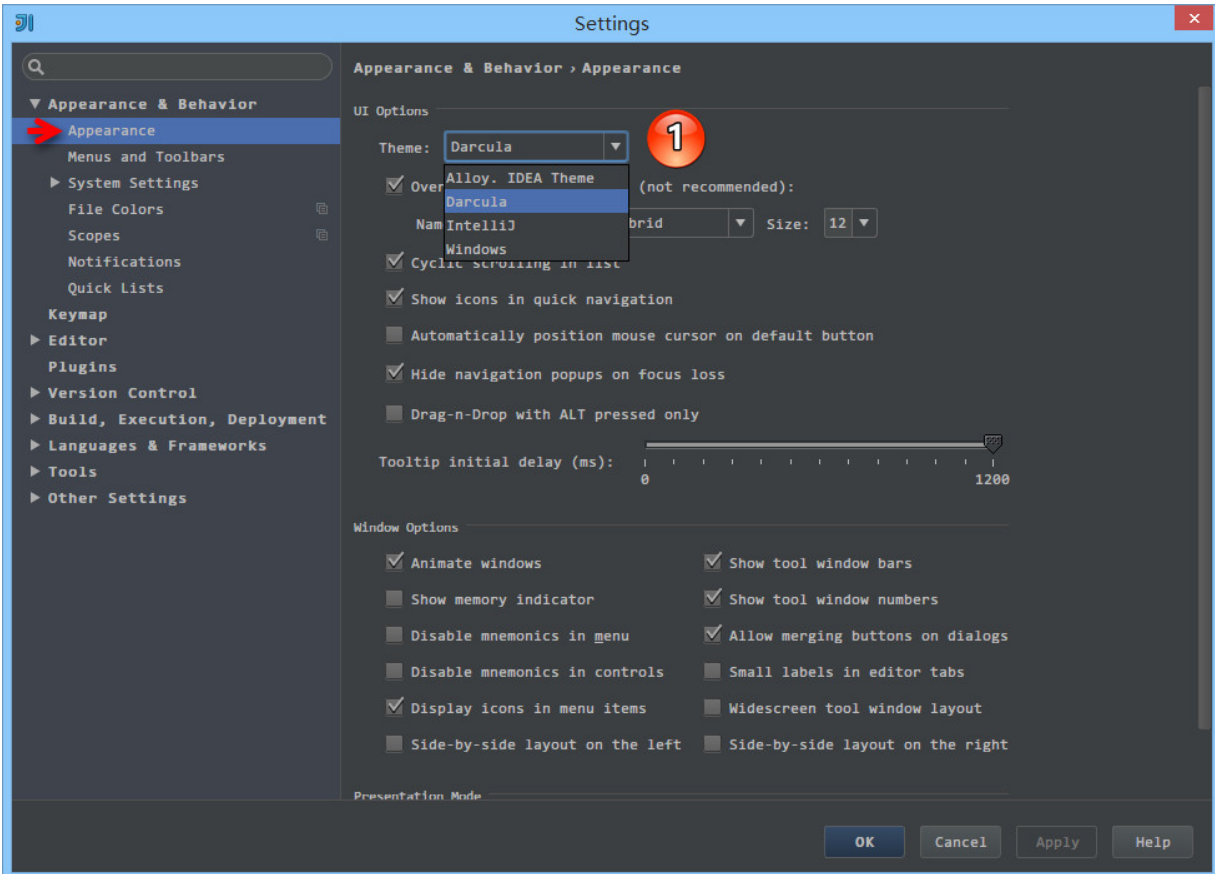 Settings
Appearance & Behavior › Appearance
▼ Appearance & Behavior
Appearance
Menus and Toolbars
▶ System Settings
File Colors
Scopes
Notifications
Quick Lists
Keymap
▶ Editor
Plugins
▶ Version Control
▶ Build, Execution, Deployment
▶ Languages & Frameworks
▶ Tools
▶ Other Settings
UI Options
Theme: Darcula
1
Alloy. IDEA Theme
Darcula
IntelliJ
Windows
(not recommended):
Size: 12
Cyclic scrolling in list
Show icons in quick navigation
Automatically position mouse cursor on default button
Hide navigation popups on focus loss
Drag-n-Drop with ALT pressed only
Tooltip initial delay (ms):
0 1200
Window Options
Animate windows
Show tool window bars
Show memory indicator
Show tool window numbers
Disable mnemonics in menu
Allow merging buttons on dialogs
Disable mnemonics in controls
Small labels in editor tabs
Display icons in menu items
Widescreen tool window layout
Side-by-side layout on the left
Side-by-side layout on the right
Presentation Mode
OK Cancel Apply Help